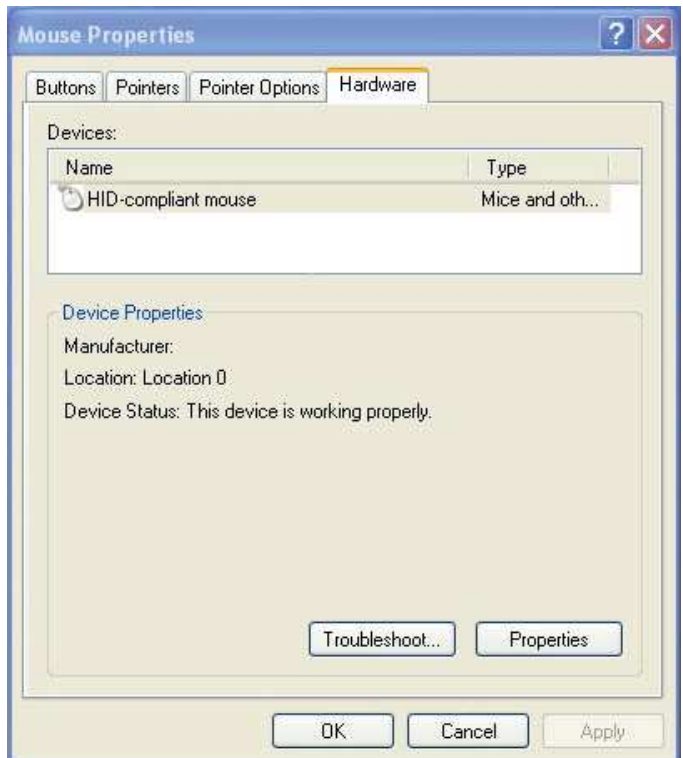 Mouse Properties ?
Buttons Pointers Pointer Options Hardware
Devices:
Name Type
HID-compliant mouse Mice and oth...
Device Properties
Manufacturer:
Location: Location 0
Device Status: This device is working properly.
Troubleshoot... Properties
OK Cancel Apply